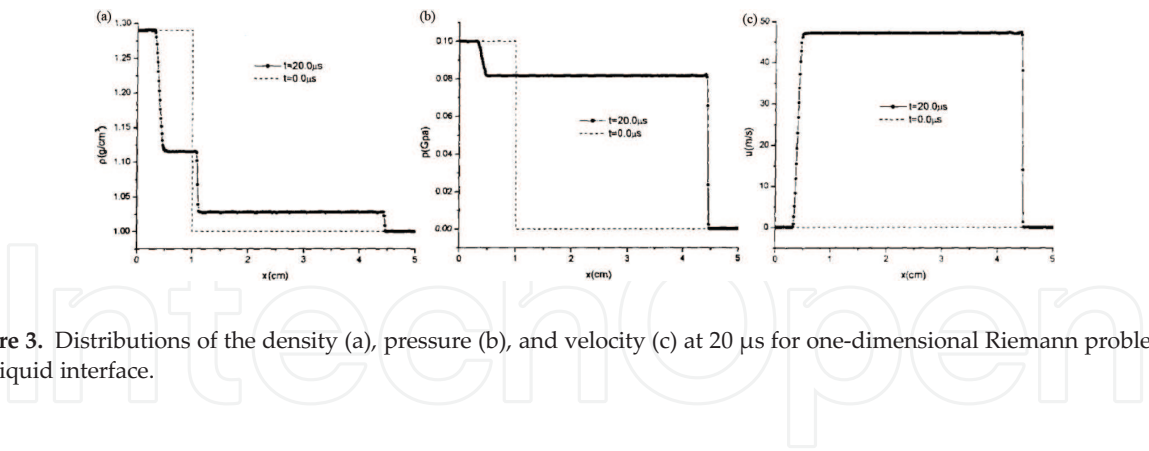 (a)
1.30
1.25
1.20
1.15
1.10
1.05
1.00
ρ(g/cm³)
t=20.0μs
t=0.0μs
0 1 2 3 4 5
x(cm)
(b)
0.10
0.08
0.06
0.04
0.02
0.00
p(Gpa)
t=20.0μs
t=0.0μs
0 1 2 3 4 5
x(cm)
(c)
50
40
30
20
10
0
u(m/s)
t=20.0μs
t=0.0μs
0 1 2 3 4 5
x(cm)
re 3. Distributions of the density (a), pressure (b), and velocity (c) at 20 μs for one-dimensional Riemann proble
iquid interface.
IntechOpen